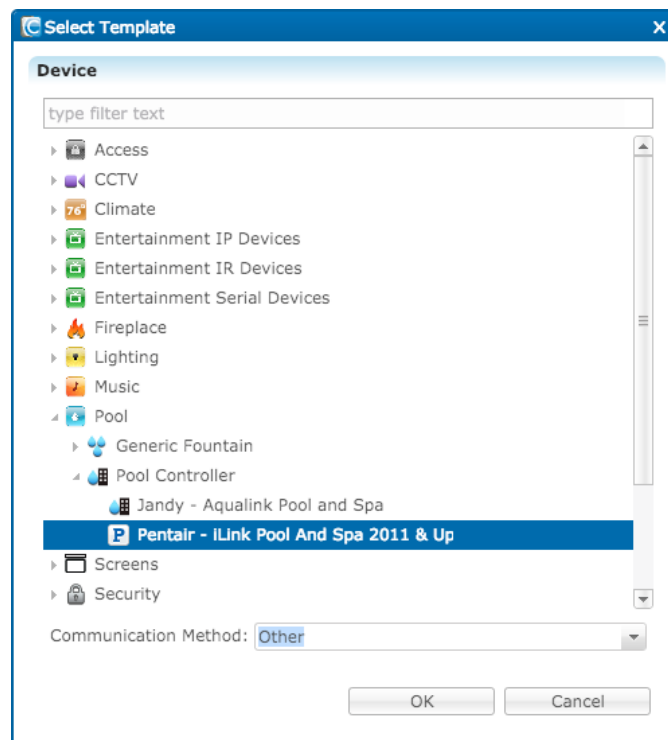 Select Template
Device
type filter text
Access
CCTV
76° Climate
Entertainment IP Devices
Entertainment IR Devices
Entertainment Serial Devices
Fireplace
Lighting
Music
Pool
Generic Fountain
Pool Controller
Jandy - Aqualink Pool and Spa
P Pentair - iLink Pool And Spa 2011 & Up
Screens
Security
Communication Method: Other
OK Cancel